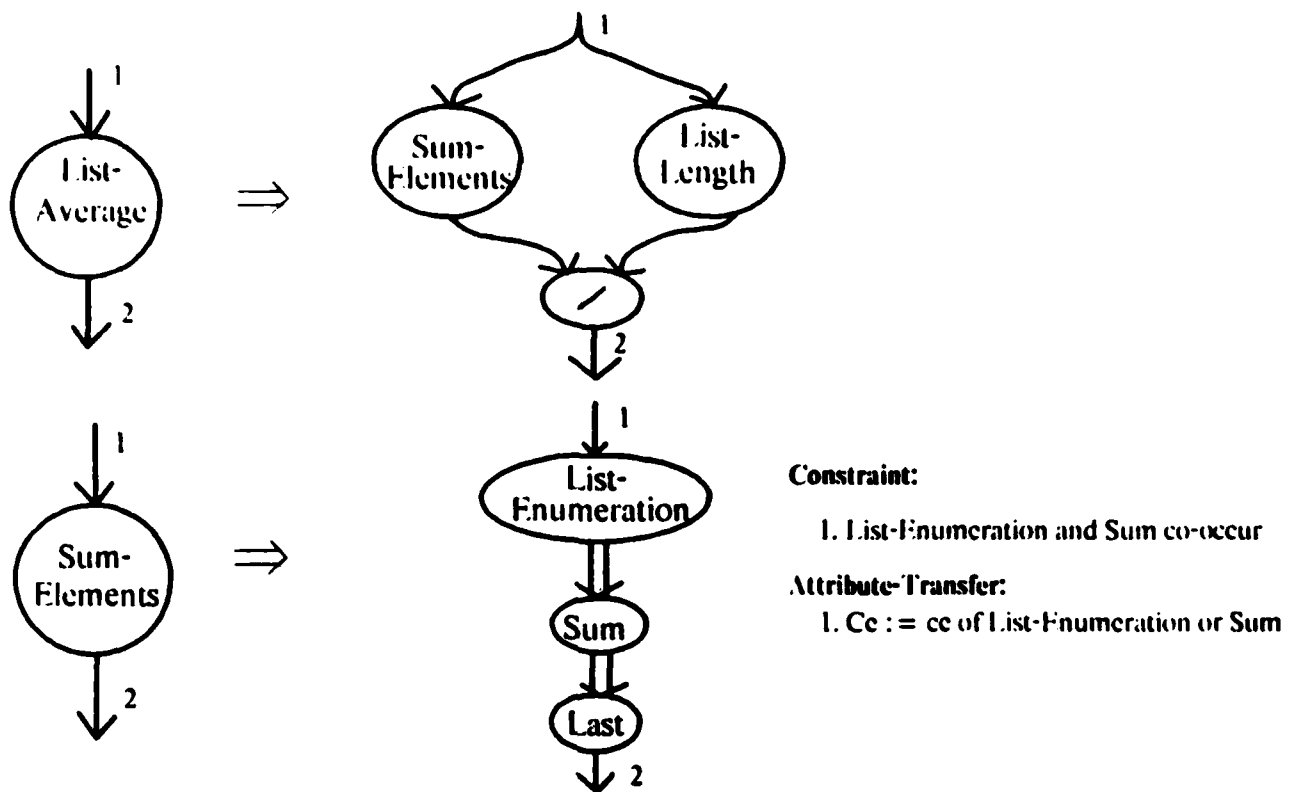 1
List-
Average
2
⇒
1
Sum-
Elements
List-
Length
/
2
1
Sum-
Elements
2
⇒
1
List-
Enumeration
Sum
Last
2
Constraint:
1. List-Enumeration and Sum co-occur
Attribute-Transfer:
1. Ce := ce of List-Enumeration or Sum